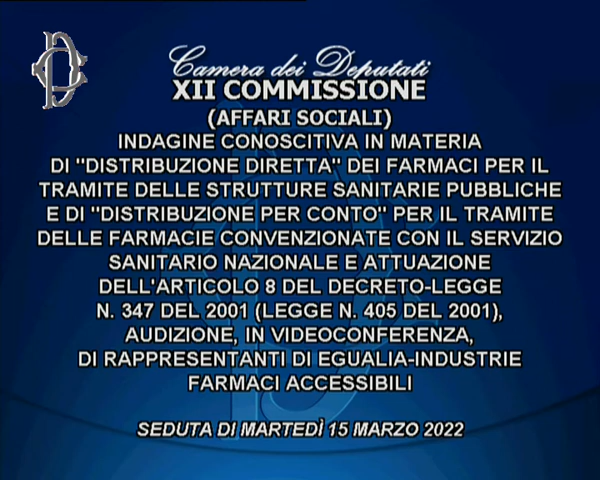 Camera dei Deputati
XII COMMISSIONE
(AFFARI SOCIALI)
INDAGINE CONOSCITIVA IN MATERIA
DI "DISTRIBUZIONE DIRETTA" DEI FARMACI PER IL
TRAMITE DELLE STRUTTURE SANITARIE PUBBLICHE
E DI "DISTRIBUZIONE PER CONTO" PER IL TRAMITE
DELLE FARMACIE CONVENZIONATE CON IL SERVIZIO
SANITARIO NAZIONALE E ATTUAZIONE
DELL'ARTICOLO 8 DEL DECRETO-LEGGE
N. 347 DEL 2001 (LEGGE N. 405 DEL 2001),
AUDIZIONE, IN VIDEOCONFERENZA,
DI RAPPRESENTANTI DI EGUALIA-INDUSTRIE
FARMACI ACCESSIBILI
SEDUTA DI MARTEDÌ 15 MARZO 2022